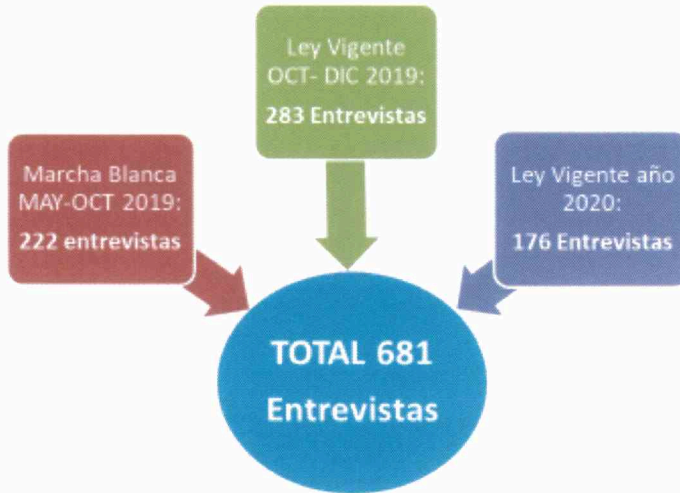 Ley Vigente
OCT- DIC 2019:
283 Entrevistas
Marcha Blanca
MAY-OCT 2019:
222 entrevistas
Ley Vigente año
2020:
176 Entrevistas
TOTAL 681
Entrevistas